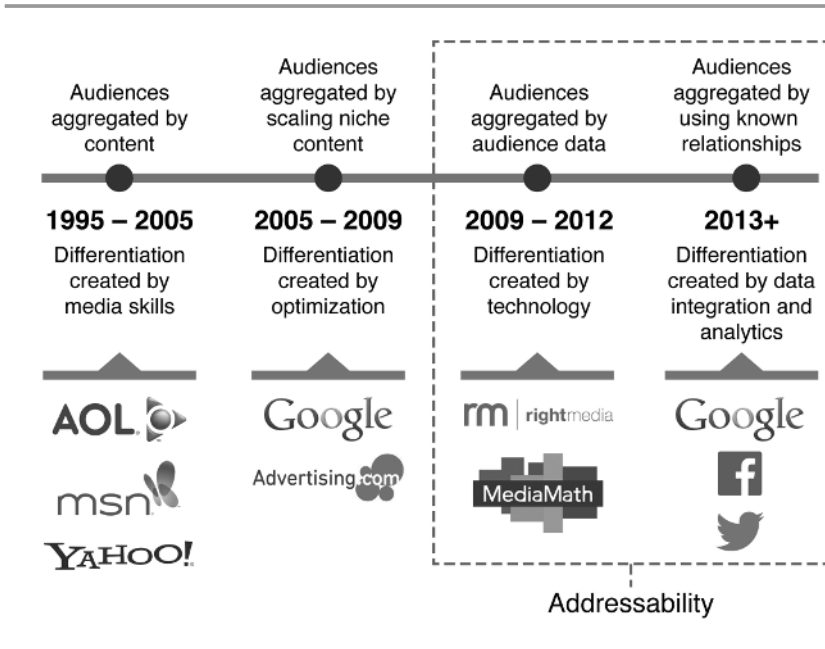 Audiences
aggregated by
content
Audiences
aggregated by
scaling niche
content
Audiences
aggregated by
audience data
Audiences
aggregated by
using known
relationships
1995 – 2005
2005 – 2009
2009 – 2012
2013+
Differentiation
created by
media skills
Differentiation
created by
optimization
Differentiation
created by
technology
Differentiation
created by data
integration and
analytics
AOL
msn
YAHOO!
Google
Advertising.com
rm rightmedia
MediaMath
Google
Addressability